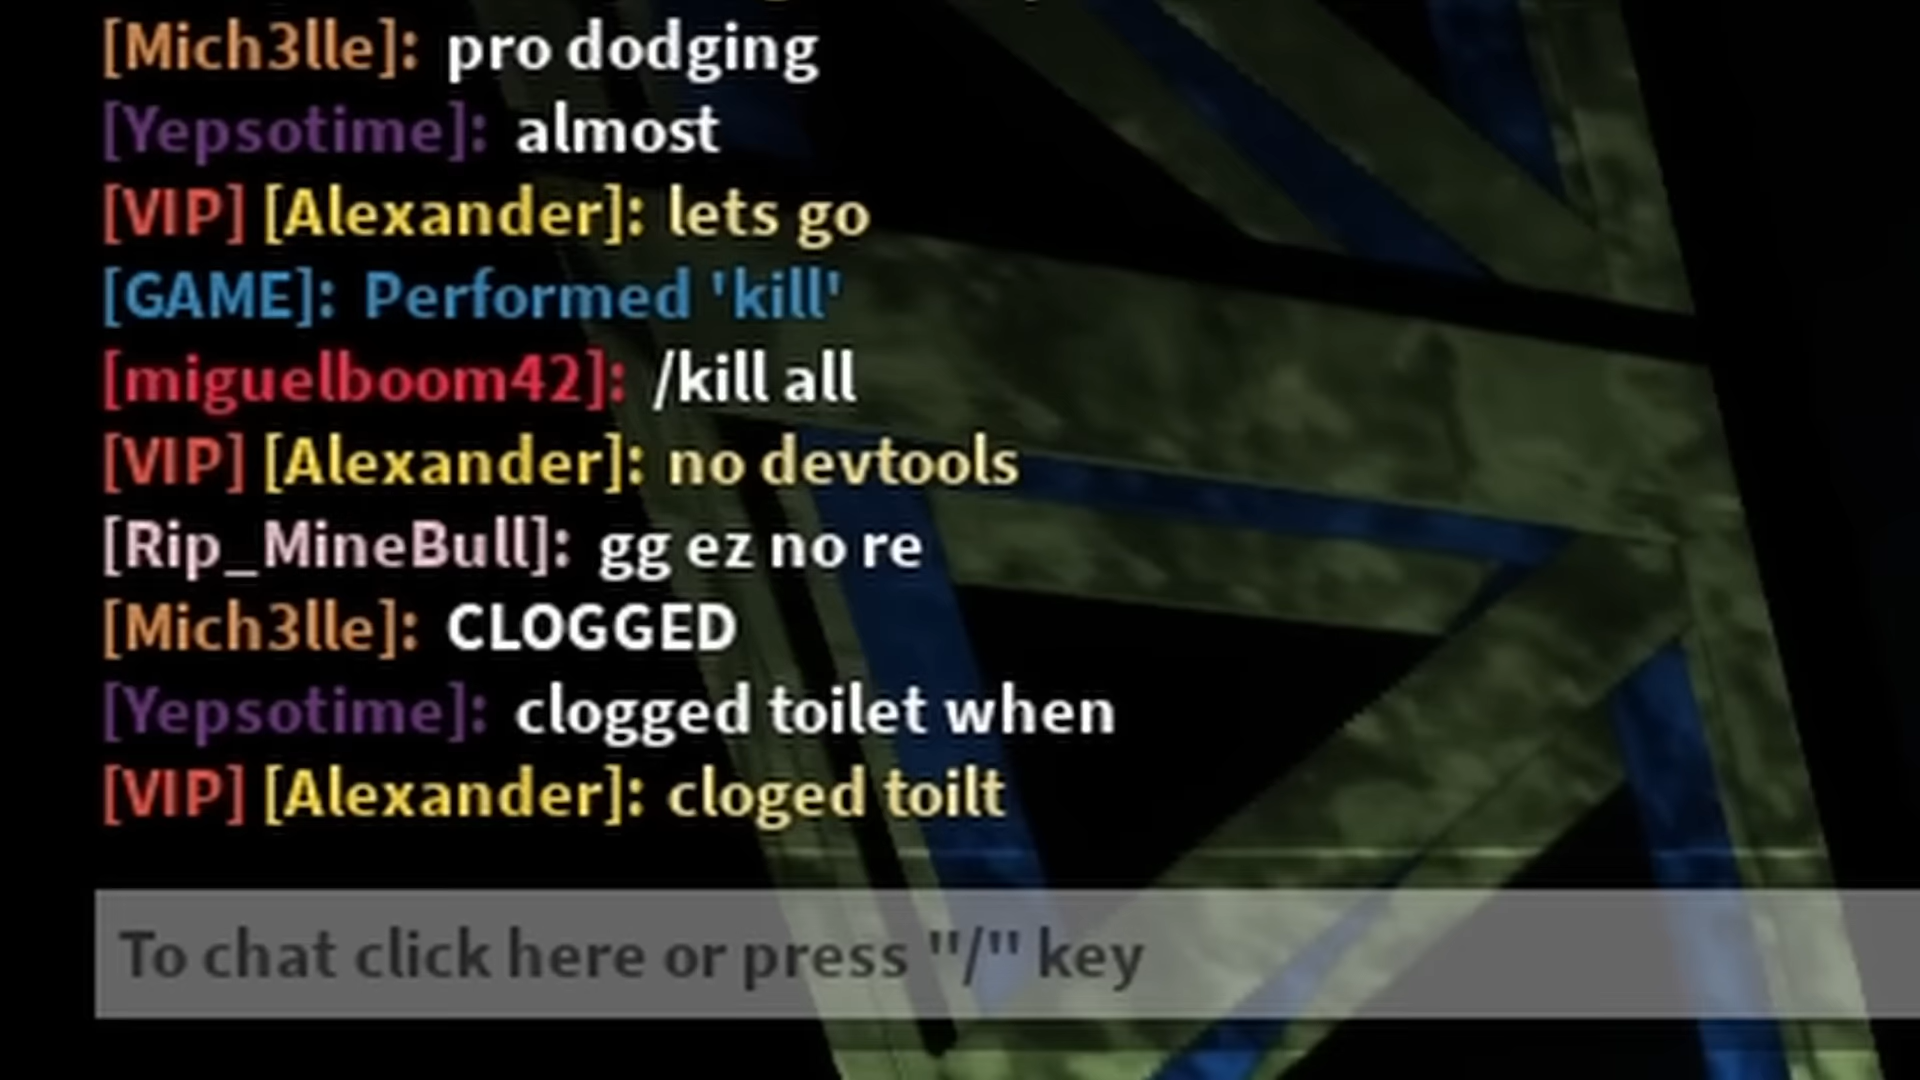 [Mich3lle]: pro dodging
[Yepsotime]: almost
[VIP] [Alexander]: lets go
[GAME]: Performed 'kill'
[miguelboom42]: /kill all
[VIP] [Alexander]: no devtools
[Rip_MineBull]: gg ez no re
[Mich3lle]: CLOGGED
[Yepsotime]: clogged toilet when
[VIP] [Alexander]: cloged toilt
To chat click here or press "/" key